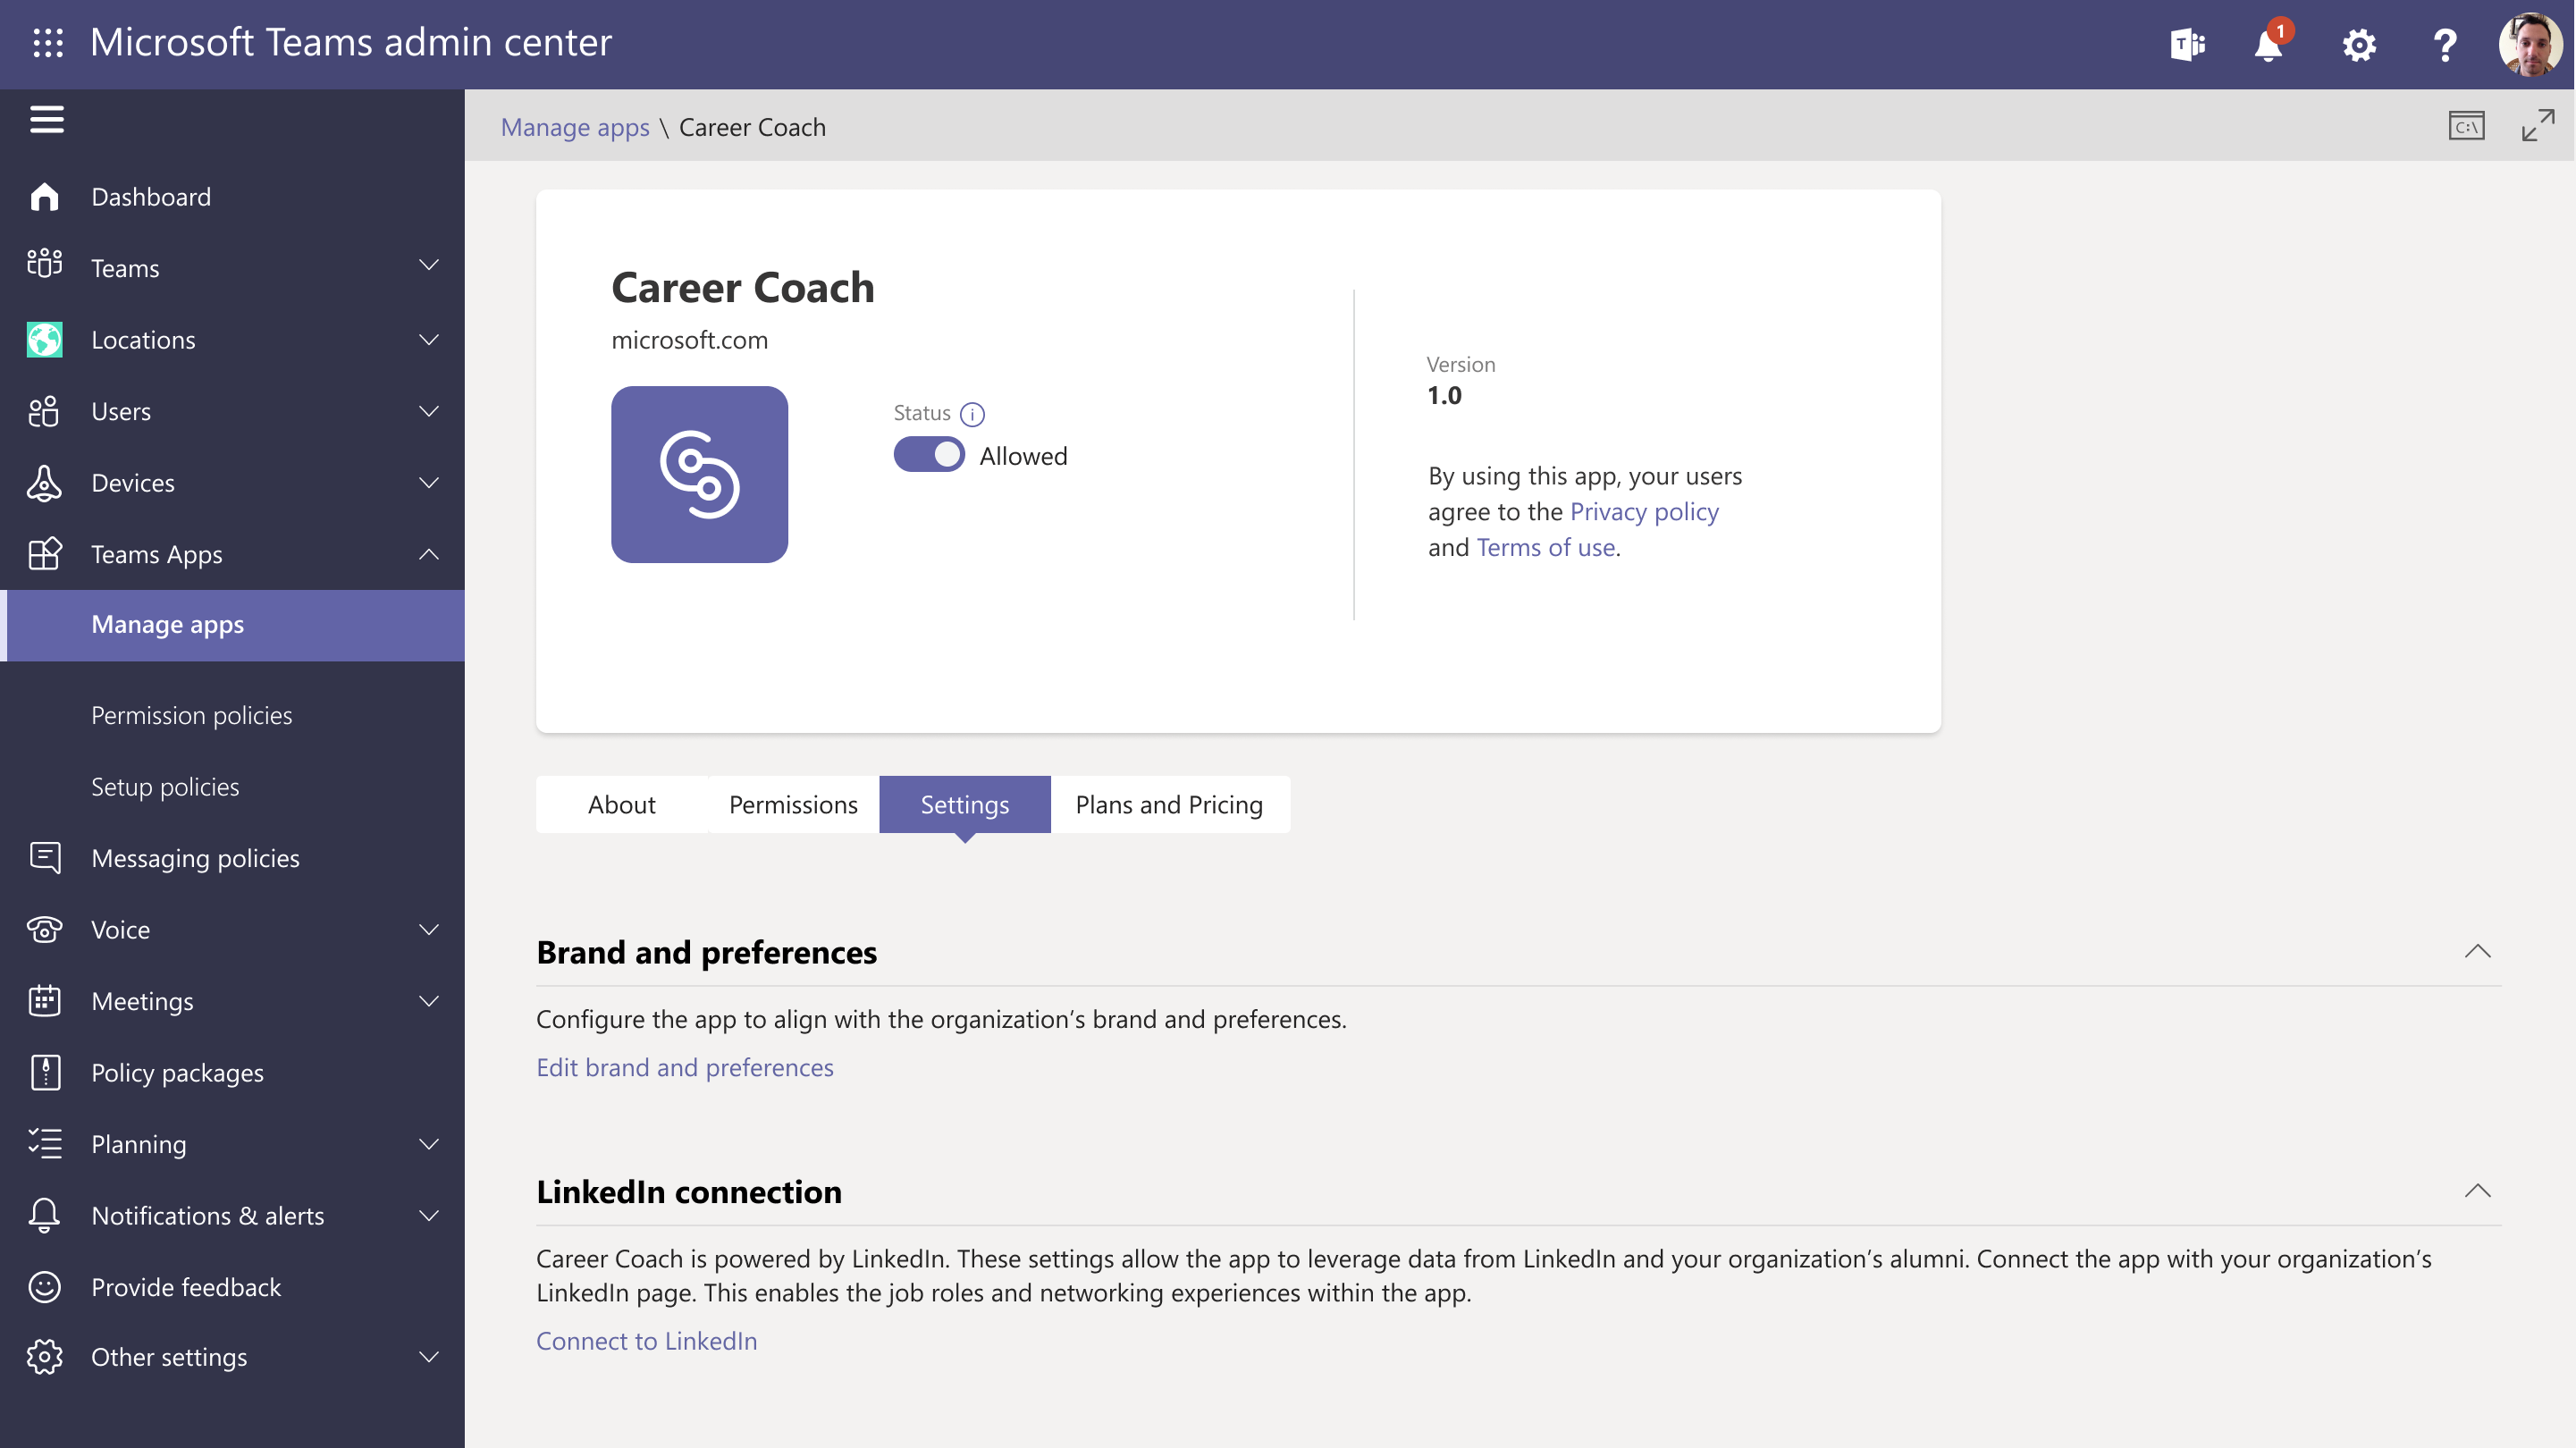 Microsoft Teams admin center
T
1
?
Manage apps \ Career Coach
C:\
Dashboard
Teams
Locations
Users
Devices
Teams Apps
Manage apps
Permission policies
Setup policies
Messaging policies
Voice
Meetings
Policy packages
Planning
Notifications & alerts
Provide feedback
Other settings
Career Coach
microsoft.com
Status i
Allowed
Version
1.0
By using this app, your users
agree to the Privacy policy
and Terms of use.
About Permissions Settings Plans and Pricing
Brand and preferences
Configure the app to align with the organization’s brand and preferences.
Edit brand and preferences
LinkedIn connection
Career Coach is powered by LinkedIn. These settings allow the app to leverage data from LinkedIn and your organization’s alumni. Connect the app with your organization’s
LinkedIn page. This enables the job roles and networking experiences within the app.
Connect to LinkedIn